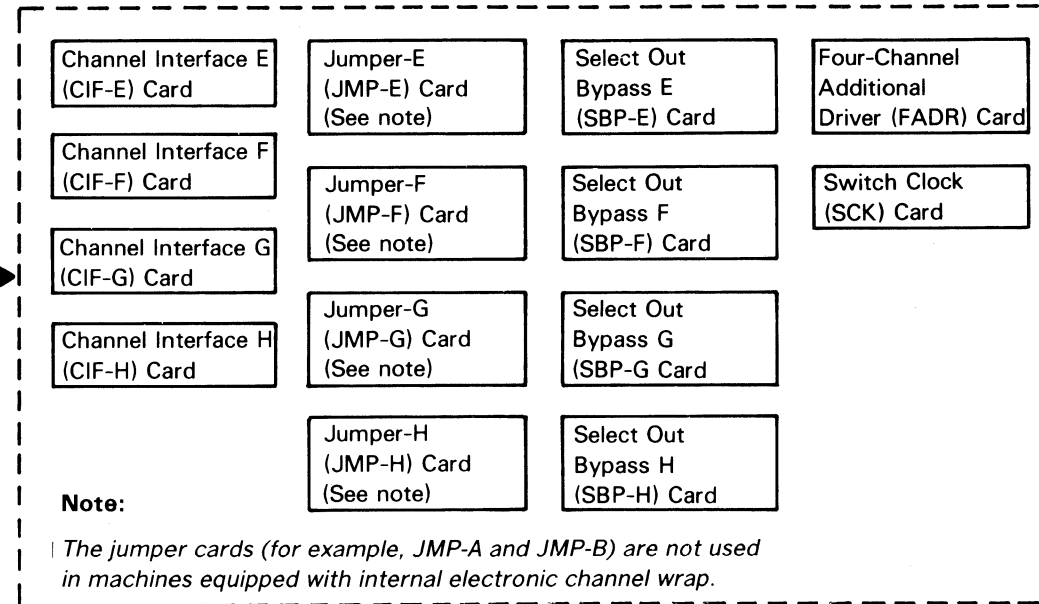 Channel Interface E
(CIF-E) Card
Channel Interface F
(CIF-F) Card
Channel Interface G
(CIF-G) Card
Channel Interface H
(CIF-H) Card
Jumper-E
(JMP-E) Card
(See note)
Jumper-F
(JMP-F) Card
(See note)
Jumper-G
(JMP-G) Card
(See note)
Jumper-H
(JMP-H) Card
(See note)
Select Out
Bypass E
(SBP-E) Card
Select Out
Bypass F
(SBP-F) Card
Select Out
Bypass G
(SBP-G Card
Select Out
Bypass H
(SBP-H) Card
Four-Channel
Additional
Driver (FADR) Card
Switch Clock
(SCK) Card
Note:
The jumper cards (for example, JMP-A and JMP-B) are not used
in machines equipped with internal electronic channel wrap.